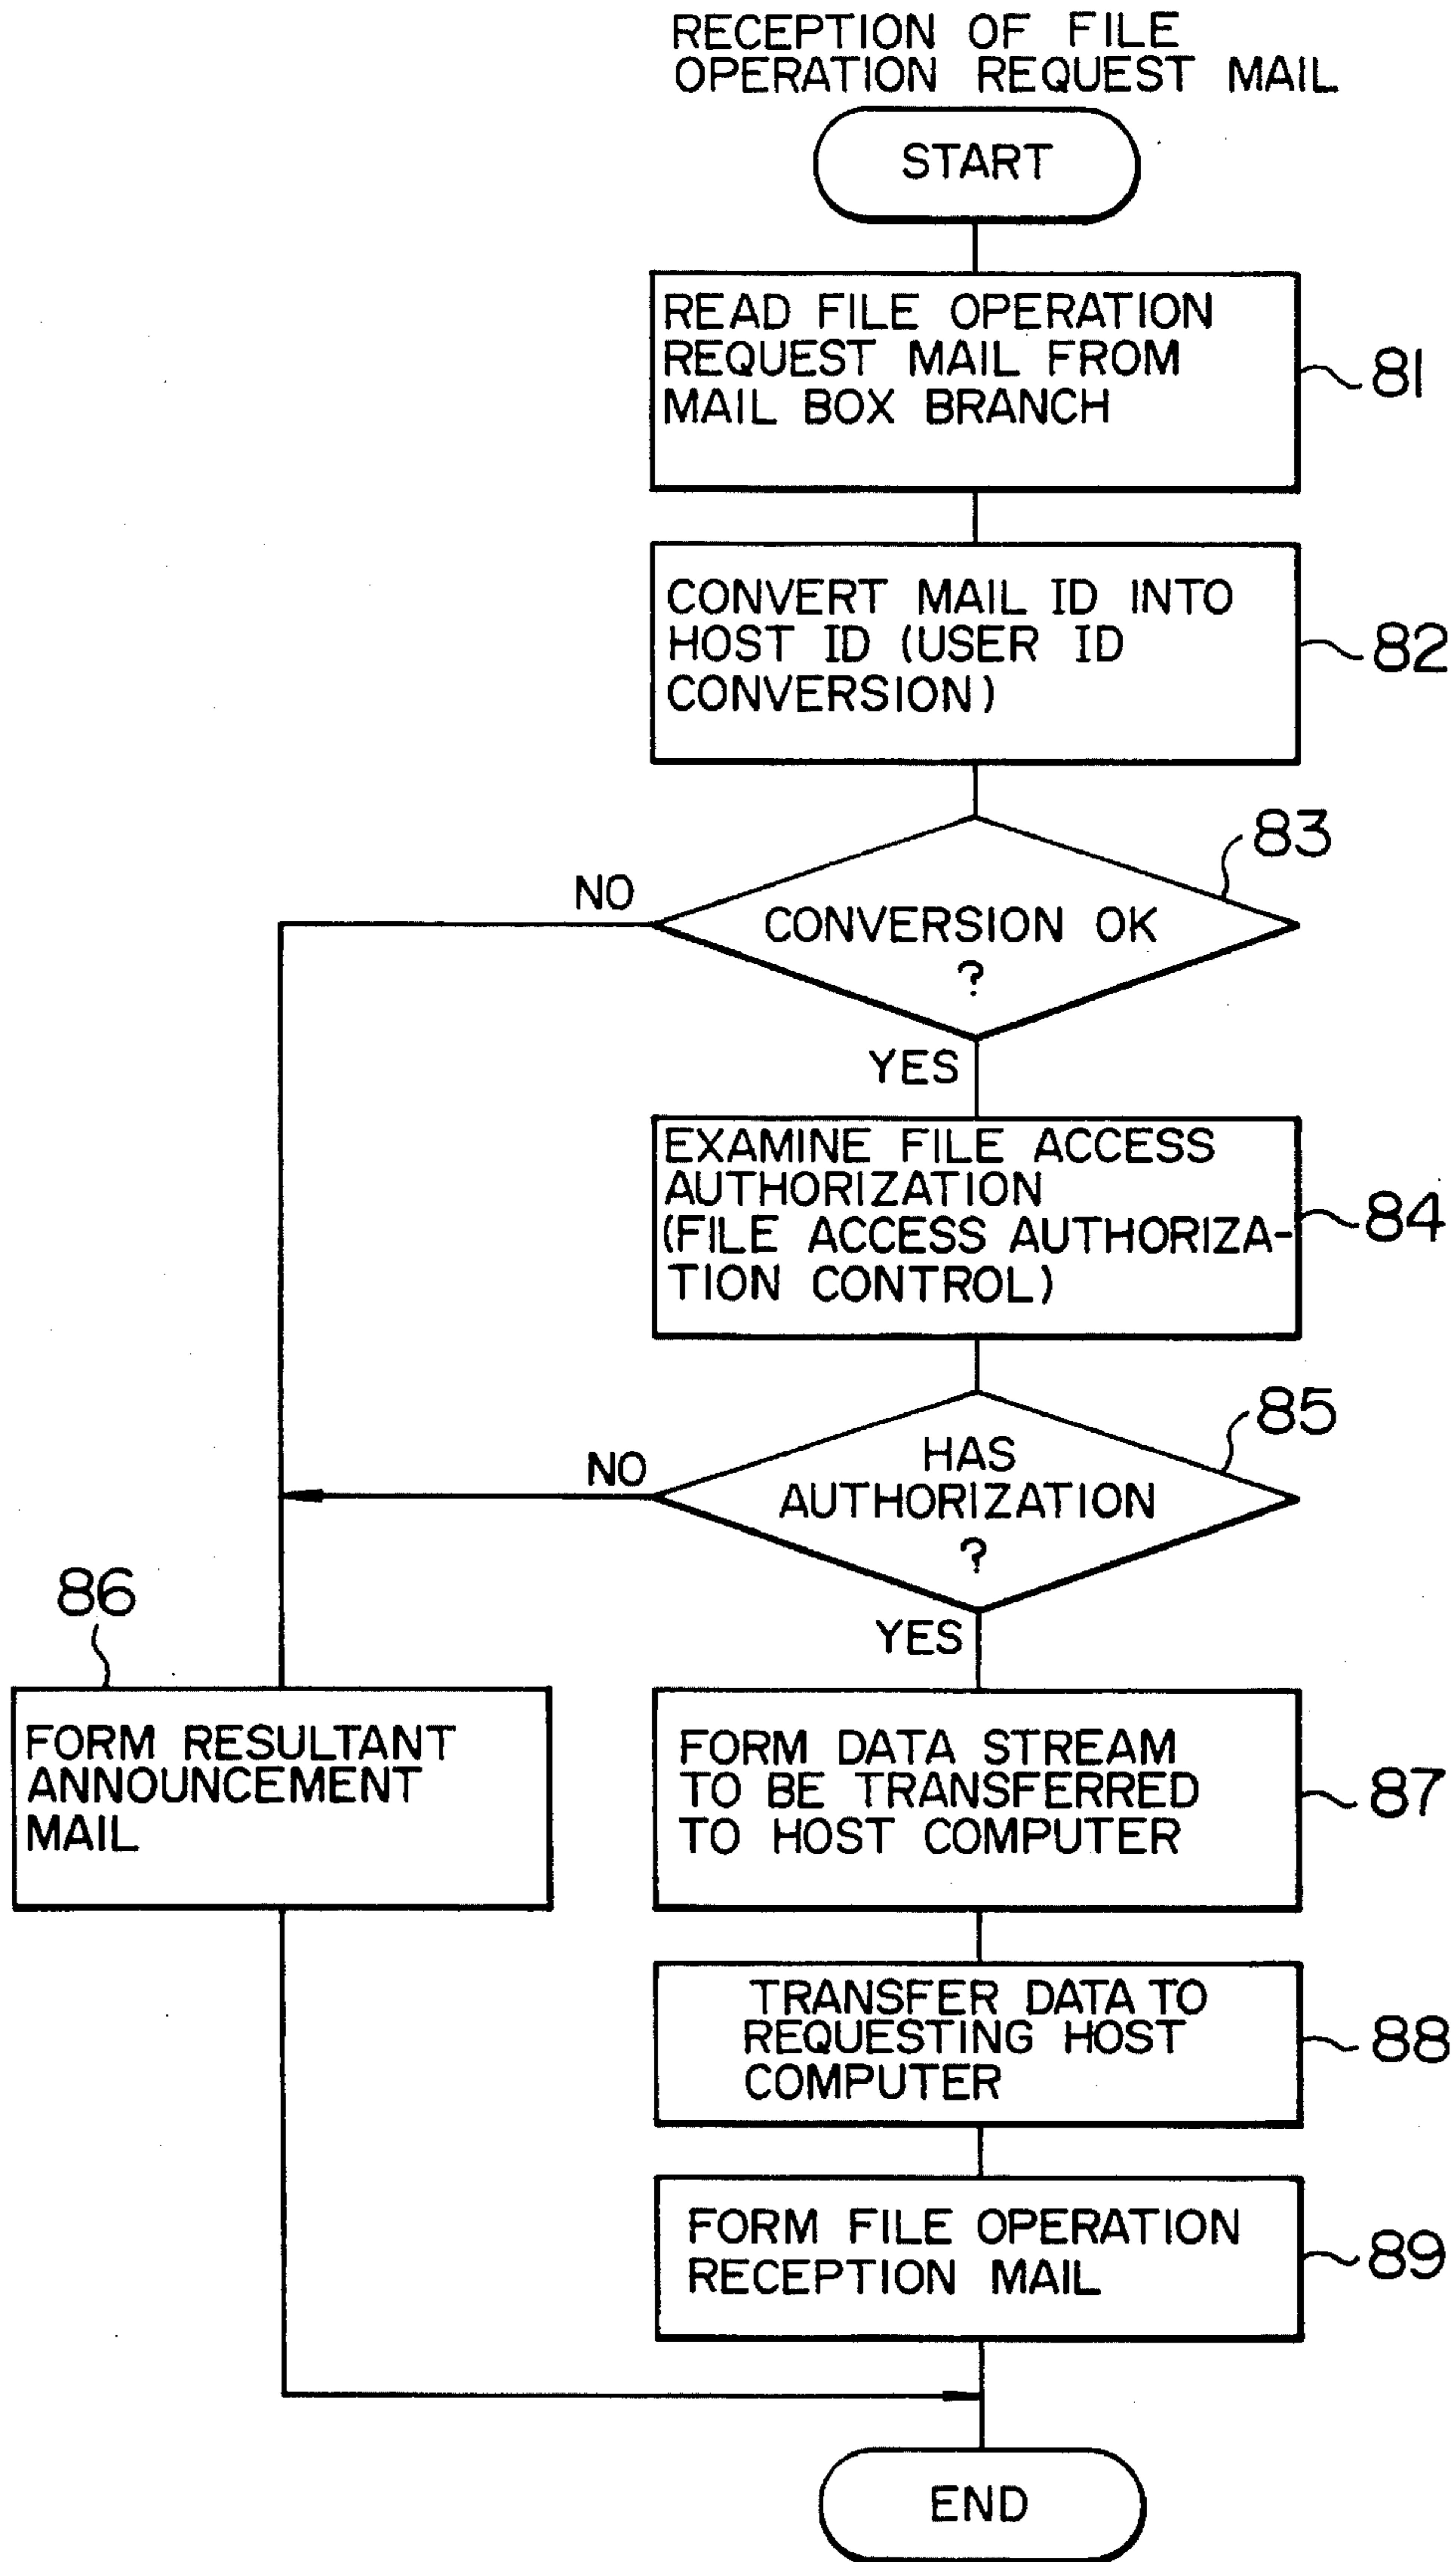 RECEPTION OF FILE
OPERATION REQUEST MAIL
START
READ FILE OPERATION
REQUEST MAIL FROM
MAIL BOX BRANCH
81
CONVERT MAIL ID INTO
HOST ID (USER ID
CONVERSION)
82
83
NO
CONVERSION OK
?
YES
EXAMINE FILE ACCESS
AUTHORIZATION
(FILE ACCESS AUTHORIZA-
TION CONTROL)
84
85
NO
HAS
AUTHORIZATION
?
YES
86
FORM RESULTANT
ANNOUNCEMENT
MAIL
FORM DATA STREAM
TO BE TRANSFERRED
TO HOST COMPUTER
87
TRANSFER DATA TO
REQUESTING HOST
COMPUTER
88
FORM FILE OPERATION
RECEPTION MAIL
89
END